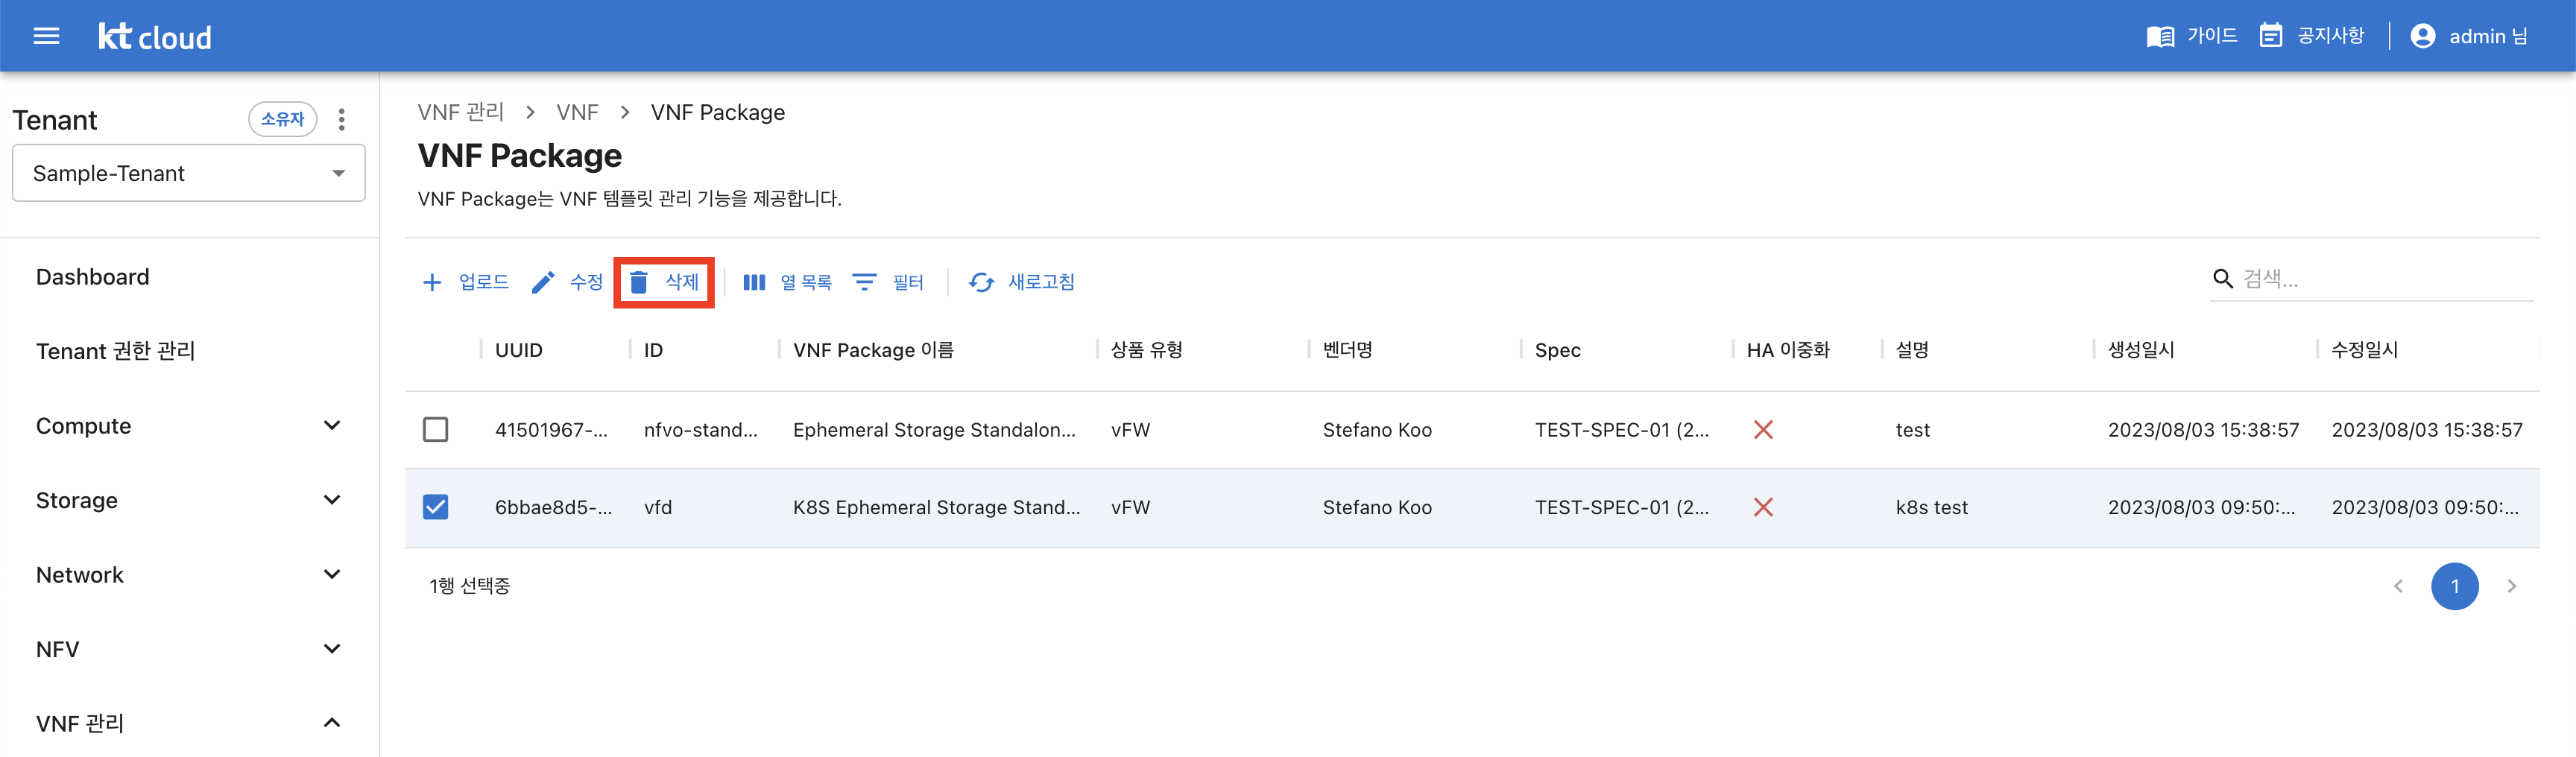 kt cloud
가이드
공지사항
admin 님
Tenant
소유자
Sample-Tenant
Dashboard
Tenant 권한 관리
Compute
Storage
Network
NFV
VNF 관리
VNF 관리 > VNF > VNF Package
VNF Package
VNF Package는 VNF 템플릿 관리 기능을 제공합니다.
업로드 수정 삭제 열 목록 필터 새로고침 검색...
UUID ID VNF Package 이름 상품 유형 벤더명 Spec HA 이중화 설명 생성일시 수정일시
41501967-... nfvo-stand... Ephemeral Storage Standalon... vFW Stefano Koo TEST-SPEC-01 (2... test 2023/08/03 15:38:57 2023/08/03 15:38:57
6bbae8d5-... vfd K8S Ephemeral Storage Stand... vFW Stefano Koo TEST-SPEC-01 (2... k8s test 2023/08/03 09:50:... 2023/08/03 09:50:...
1행 선택중
1